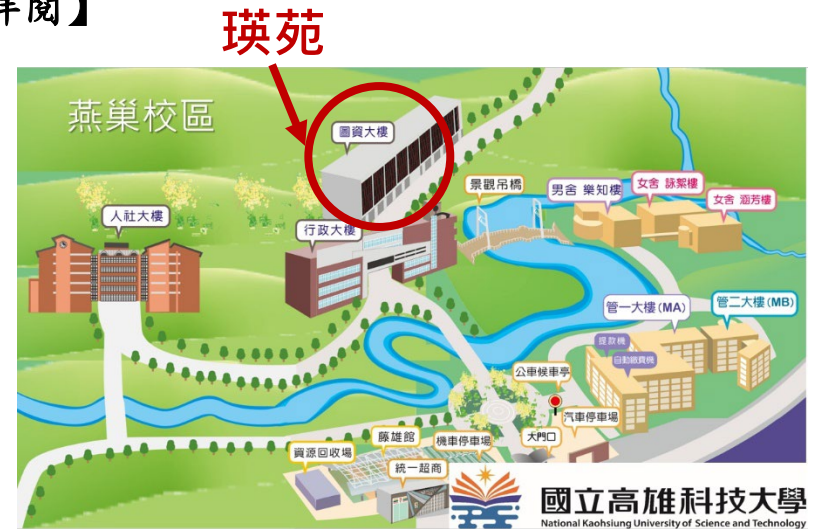 年閱】
瑛苑
燕巢校區
圖資大樓
景觀吊橋
男舍 樂知樓
女舍 詠絮樓
女舍 涵芳樓
人社大樓
行政大樓
管一大樓(MA)
管二大樓(MB)
提款機
自動繳費機
公車候車亭
汽車停車場
大門口
機車停車場
藤雄館
資源回收場
統一超商
國立高雄科技大學
National Kaohsiung University of Science and Technology